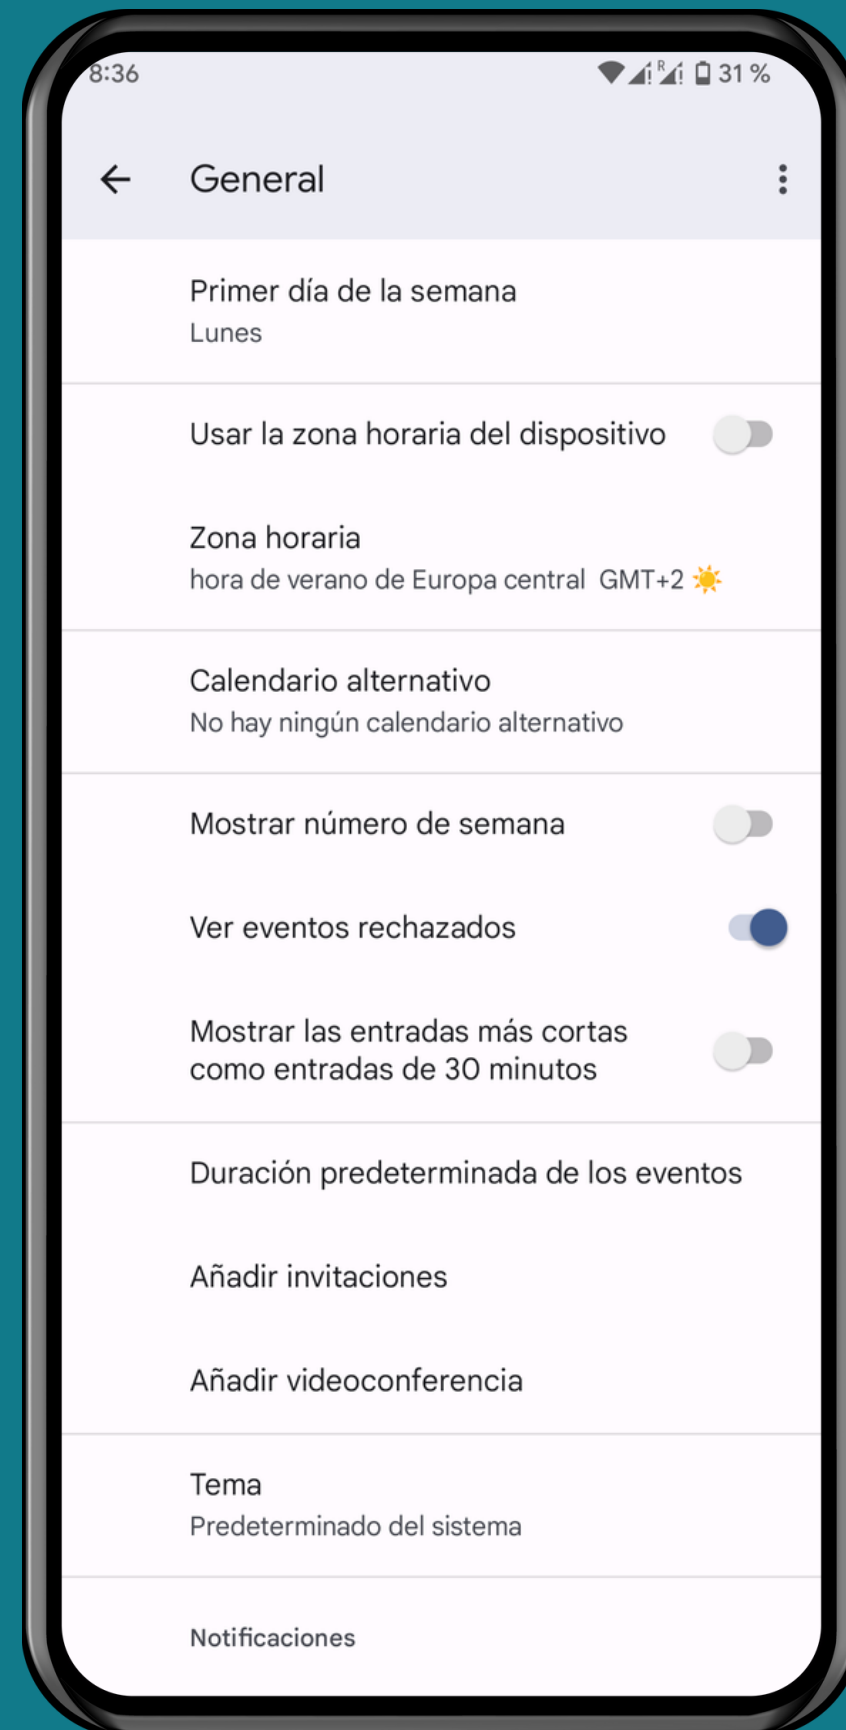 8:36
R
31 %
General
Primer día de la semana
Lunes
Usar la zona horaria del dispositivo
Zona horaria
hora de verano de Europa central GMT+2 ☀️
Calendario alternativo
No hay ningún calendario alternativo
Mostrar número de semana
Ver eventos rechazados
Mostrar las entradas más cortas
como entradas de 30 minutos
Duración predeterminada de los eventos
Añadir invitaciones
Añadir videoconferencia
Tema
Predeterminado del sistema
Notificaciones